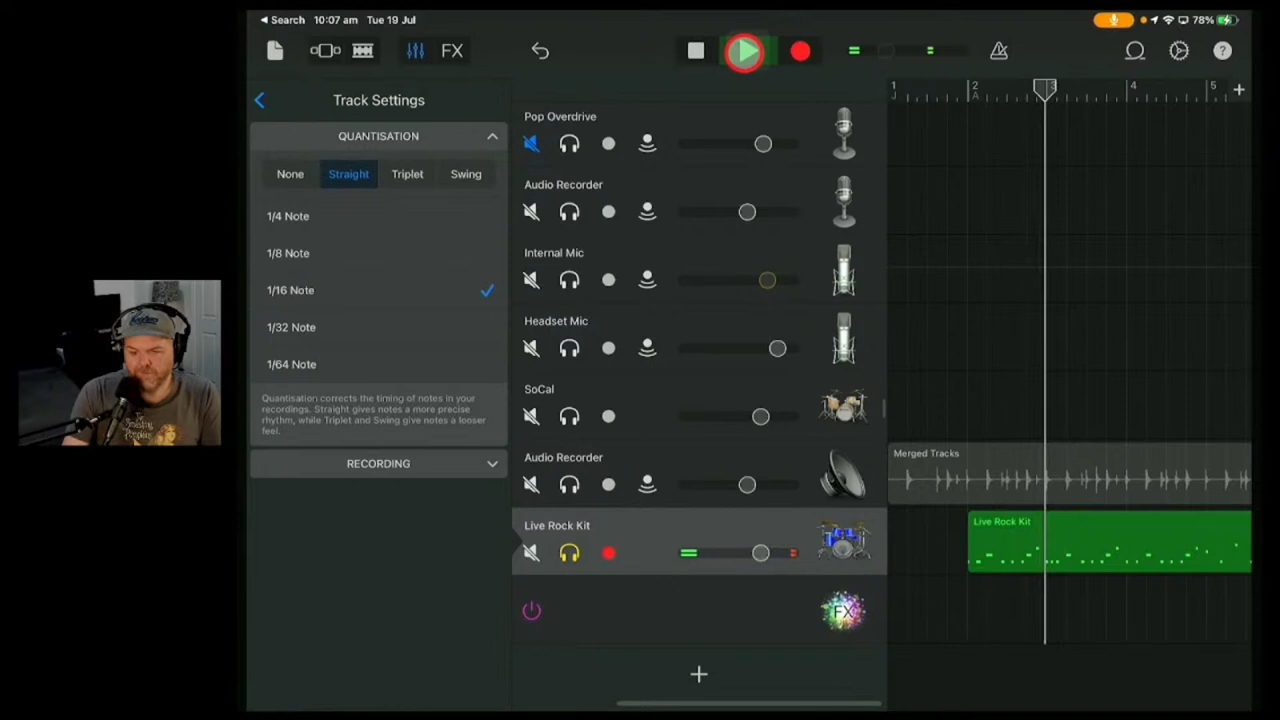 Search 10:07 am Tue 19 Jul
78%
FX
?
Track Settings
QUANTISATION
None Straight Triplet Swing
1/4 Note
1/8 Note
1/16 Note
1/32 Note
1/64 Note
Quantisation corrects the timing of notes in your
recordings. Straight gives notes a more precise
rhythm, while Triplet and Swing give notes a looser
feel.
RECORDING
Pop Overdrive
Audio Recorder
Internal Mic
Headset Mic
SoCal
Audio Recorder
Live Rock Kit
FX
+
1 2 3 4 5 +
J A
Merged Tracks
Live Rock Kit